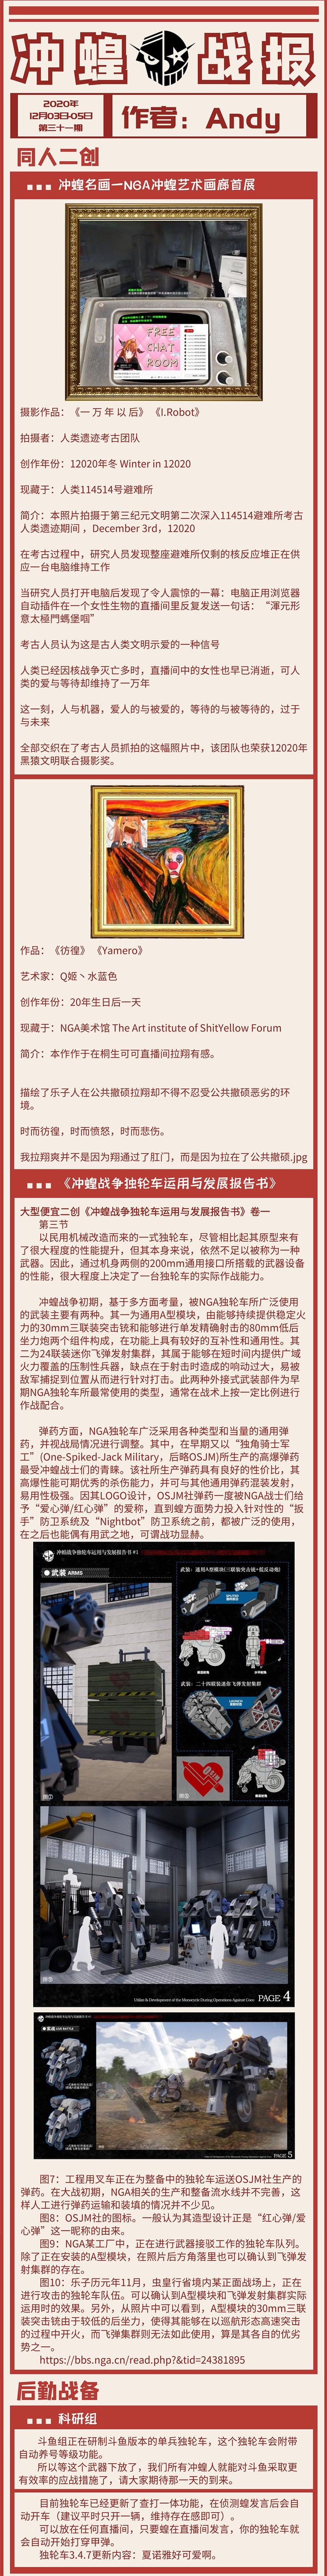 冲蝗战报
2020年
12月03日-05日
第三十一期
作者：Andy
同人二创
冲蝗名画—NGA冲蝗艺术画廊首展
FREE
CHAT
ROOM
摄影作品：《一 万 年 以 后》 《I.Robot》
拍摄者：人类遗迹考古团队
创作年份：12020年冬 Winter in 12020
现藏于：人类114514号避难所
简介：本照片拍摄于第三纪元文明第二次深入114514避难所考古
人类遗迹期间 ，December 3rd，12020
在考古过程中，研究人员发现整座避难所仅剩的核反应堆正在供
应一台电脑维持工作
当研究人员打开电脑后发现了令人震惊的一幕：电脑正用浏览器
自动插件在一个女性生物的直播间里反复发送一句话：“渾元形
意太極門螞堡嘓”
考古人员认为这是古人类文明示爱的一种信号
人类已经因核战争灭亡多时，直播间中的女性也早已消逝，可人
类的爱与等待却维持了一万年
这一刻，人与机器，爱人的与被爱的，等待的与被等待的，过于
与未来
全部交织在了考古人员抓拍的这幅照片中，该团队也荣获12020年
黑猿文明联合摄影奖。
作品：《彷徨》 《Yamero》
艺术家：Q姬丶水蓝色
创作年份：20年生日后一天
现藏于：NGA美术馆 The Art institute of ShitYellow Forum
简介：本作作于在桐生可可直播间拉翔有感。
描绘了乐子人在公共撤硕拉翔却不得不忍受公共撤硕恶劣的环
境。
时而彷徨，时而愤怒，时而悲伤。
我拉翔爽并不是因为翔通过了肛门，而是因为拉在了公共撤硕.jpg
《冲蝗战争独轮车运用与发展报告书》
大型便宜二创《冲蝗战争独轮车运用与发展报告书》卷一
第三节
以民用机械改造而来的一式独轮车，尽管相比起其原型来有
了很大程度的性能提升，但其本身来说，依然不足以被称为一种
武器。因此，通过机身两侧的200mm通用接口所搭载的武器设备
的性能，很大程度上决定了一台独轮车的实际作战能力。
冲蝗战争初期，基于多方面考量，被NGA独轮车所广泛使用
的武装主要有两种。其一为通用A型模块，由能够持续提供稳定火
力的30mm三联装突击铳和能够进行单发精确射击的80mm低后
坐力炮两个组件构成，在功能上具有较好的互补性和通用性。其
二为24联装迷你飞弹发射集群，其属于能够在短时间内提供广域
火力覆盖的压制性兵器，缺点在于射击时造成的响动过大，易被
敌军捕捉到位置从而进行针对打击。此两种外接式武装部件为早
期NGA独轮车所最常使用的类型，通常在战术上按一定比例进行
作战配合。
弹药方面，NGA独轮车广泛采用各种类型和当量的通用弹
药，并视战局情况进行调整。其中，在早期又以“独角骑士军
工”(One-Spiked-Jack Military，后略OSJM)所生产的高爆弹药
最受冲蝗战士们的青睐。该社所生产弹药具有良好的性价比，其
高爆性能可期优秀的杀伤能力，并可与其他通用弹药混装发射，
易用性极强。因其LOGO设计，OSJM社弹药一度被NGA战士们给
予“爱心弹/红心弹”的爱称，直到蝗方面势力投入针对性的“扳
手”防卫系统及“Nightbot”防卫系统之前，都被广泛的使用，
在之后也能偶有用武之地，可谓战功显赫。
冲蝗战争独轮车运用与发展报告书 #1
武装 ARMS
武装：通用A型模块(三联装突击铳+低反动炮)
武装：二十四联装迷你飞弹发射集群
PAGE 4
PAGE 5
图7：工程用叉车正在为整备中的独轮车运送OSJM社生产的
弹药。在大战初期，NGA相关的生产和整备流水线并不完善，这
样人工进行弹药运输和装填的情况并不少见。
图8：OSJM社的图标。一般认为其造型设计正是“红心弹/爱
心弹”这一昵称的由来。
图9：NGA某工厂中，正在进行武器接驳工作的独轮车队列。
除了正在安装的A型模块，在照片后方角落里也可以确认到飞弹发
射集群的存在。
图10：乐子历元年11月，虫皇行省境内某正面战场上，正在
进行攻击的独轮车队伍。可以确认到A型模块和飞弹发射集群实际
运用时的效果。另外，从照片中可以看到，A型模块的30mm三联
装突击铳由于较低的后坐力，使得其能够在以巡航形态高速突击
的过程中开火，而飞弹集群则无法如此使用，算是其各自的优劣
势之一。
https://bbs.nga.cn/read.php?&tid=24381895
后勤战备
科研组
斗鱼组正在研制斗鱼版本的单兵独轮车，这个独轮车会附带
自动养号等级功能。
所以等这个武器下放了，我们所有冲蝗人就能对斗鱼采取更
有效率的应战措施了，请大家期待那一天的到来。
目前独轮车已经更新了查打一体功能，在侦测蝗发言后会自
动开车（建议平时只开一辆，维持存在感即可）。
可以放在任何直播间，只要蝗在直播间发言，你的独轮车就
会自动开始打穿甲弹。
独轮车3.4.7更新内容：夏诺雅好可爱啊。